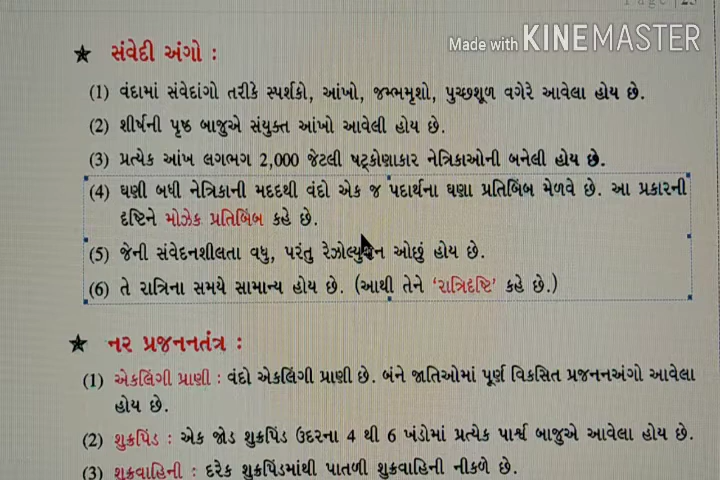 Page | 23
Made with KINEMASTER
★ સંવેદી અંગો :
(1) વંદામાં સંવેદાંગો તરીકે સ્પર્શકો, આંખો, જમ્ભમૃશો, પુચ્છશૂળ વગેરે આવેલા હોય છે.
(2) શીર્ષની પૃષ્ઠ બાજુએ સંયુક્ત આંખો આવેલી હોય છે.
(3) પ્રત્યેક આંખ લગભગ 2,000 જેટલી ષટ્કોણાકાર નેત્રિકાઓની બનેલી હોય છે.
(4) ઘણી બધી નેત્રિકાની મદદથી વંદો એક જ પદાર્થના ઘણા પ્રતિબિંબ મેળવે છે. આ પ્રકારની
દૃષ્ટિને મોઝેક પ્રતિબિંબ કહે છે.
(5) જેની સંવેદનશીલતા વધુ, પરંતુ રેઝોલ્યુશન ઓછું હોય છે.
(6) તે રાત્રિના સમયે સામાન્ય હોય છે. (આથી તેને ‘રાત્રિદૃષ્ટિ’ કહે છે.)
★ નર પ્રજનનતંત્ર :
(1) એકલિંગી પ્રાણી : વંદો એકલિંગી પ્રાણી છે. બંને જાતિઓમાં પૂર્ણ વિકસિત પ્રજનનઅંગો આવેલા
હોય છે.
(2) શુક્રપિંડ : એક જોડ શુક્રપિંડ ઉદરના 4 થી 6 ખંડોમાં પ્રત્યેક પાર્શ્વ બાજુએ આવેલા હોય છે.
(3) શુક્રવાહિની : દરેક શુક્રપિંડમાંથી પાતળી શુક્રવાહિની નીકળે છે.